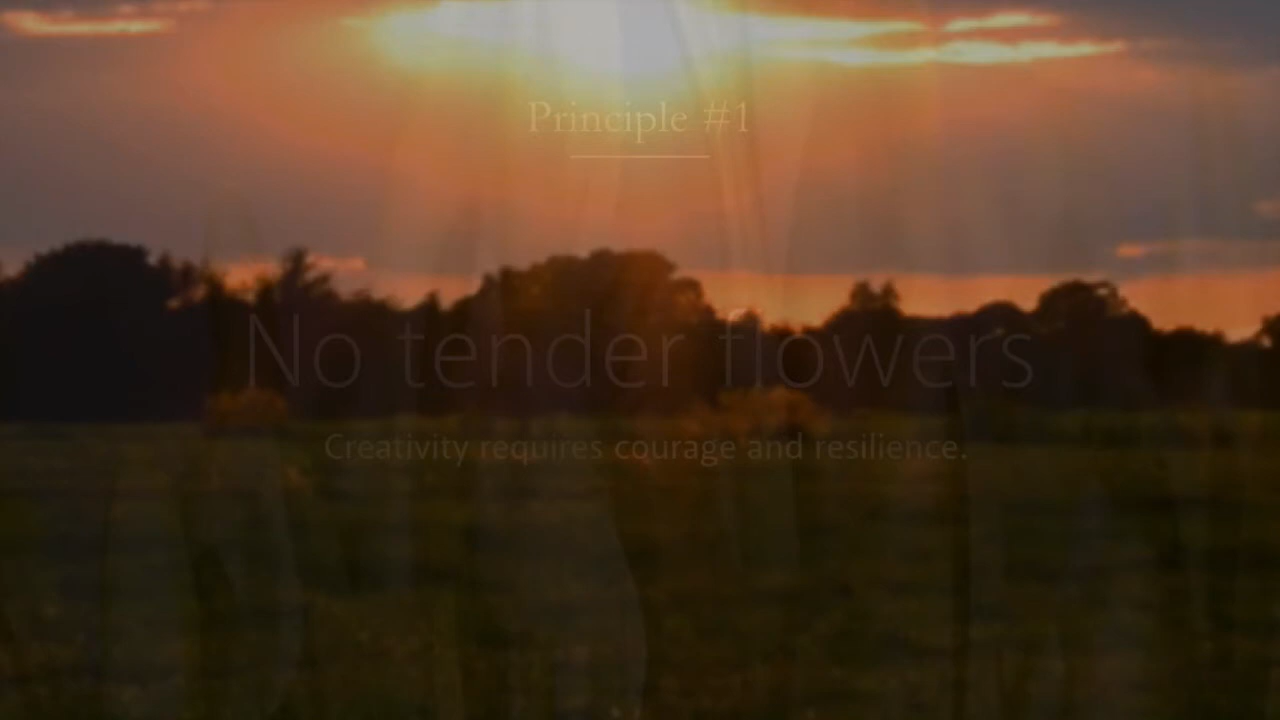 Principle #1
No tender flowers
Creativity requires courage and resilience.